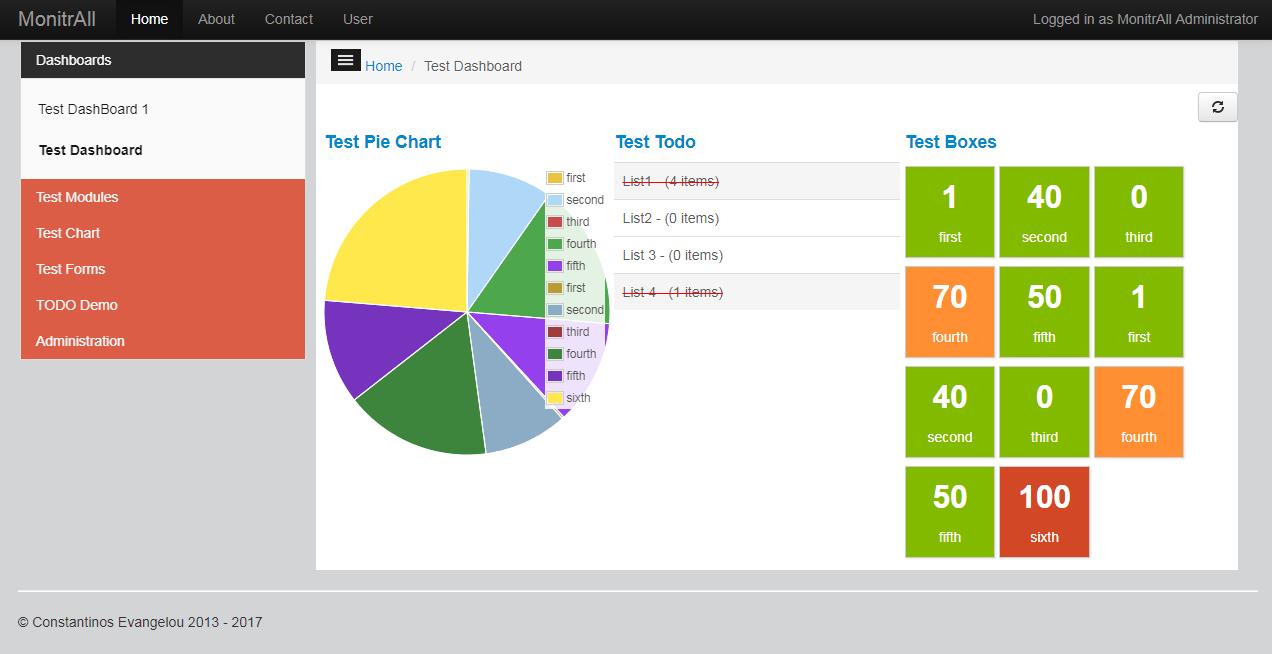 MonitrAll Home About Contact User Logged in as MonitrAll Administrator
Dashboards
Test DashBoard 1
Test Dashboard
Test Modules
Test Chart
Test Forms
TODO Demo
Administration
Home / Test Dashboard
Test Pie Chart
first
second
third
fourth
fifth
first
second
third
fourth
fifth
sixth
Test Todo
List1 - (4 items)
List2 - (0 items)
List 3 - (0 items)
List 4 - (1 items)
Test Boxes
1 40 0
first second third
70 50 1
fourth fifth first
40 0 70
second third fourth
50 100
fifth sixth
© Constantinos Evangelou 2013 - 2017